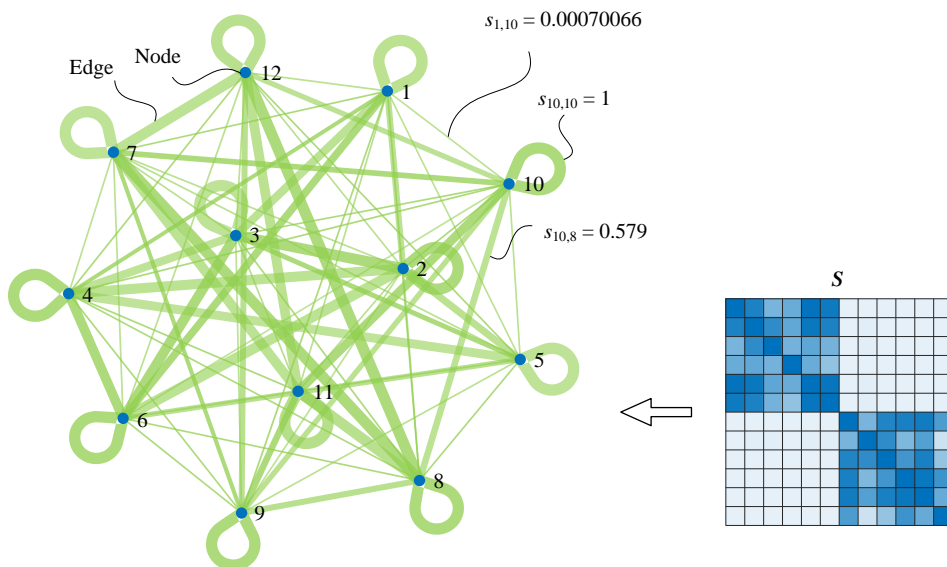 s1,10 = 0.00070066
Node
Edge
12
1
s10,10 = 1
7
10
3
s10,8 = 0.579
2
S
4
5
11
6
8
9